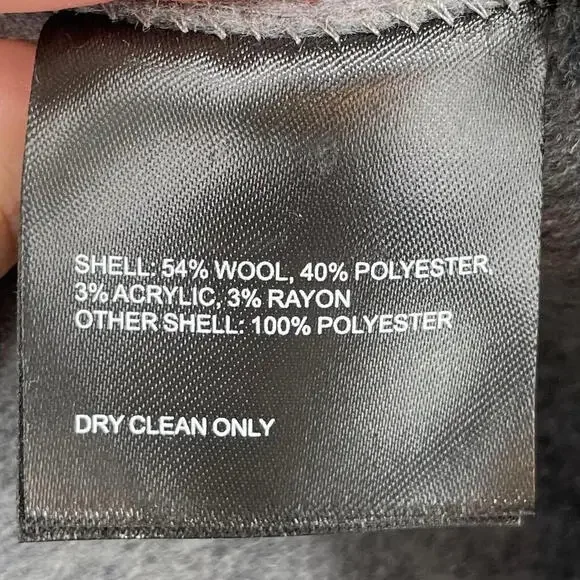 SHELL: 54% WOOL, 40% POLYESTER,
3% ACRYLIC, 3% RAYON
OTHER SHELL: 100% POLYESTER
DRY CLEAN ONLY